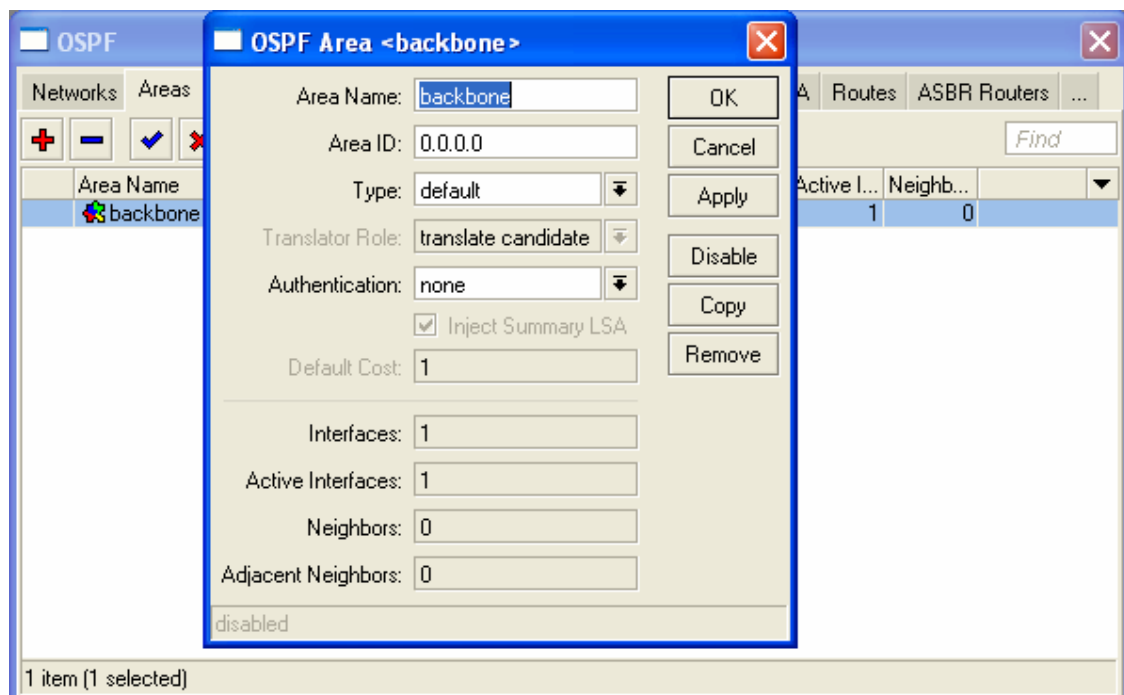 OSPF
OSPF Area <backbone>
Networks Areas
A Routes ASBR Routers ...
Find
Area Name
Active I... Neighb...
backbone
1 0
Area Name: backbone
Area ID: 0.0.0.0
Type: default
Translator Role: translate candidate
Authentication: none
Inject Summary LSA
Default Cost: 1
Interfaces: 1
Active Interfaces: 1
Neighbors: 0
Adjacent Neighbors: 0
disabled
OK
Cancel
Apply
Disable
Copy
Remove
1 item (1 selected)